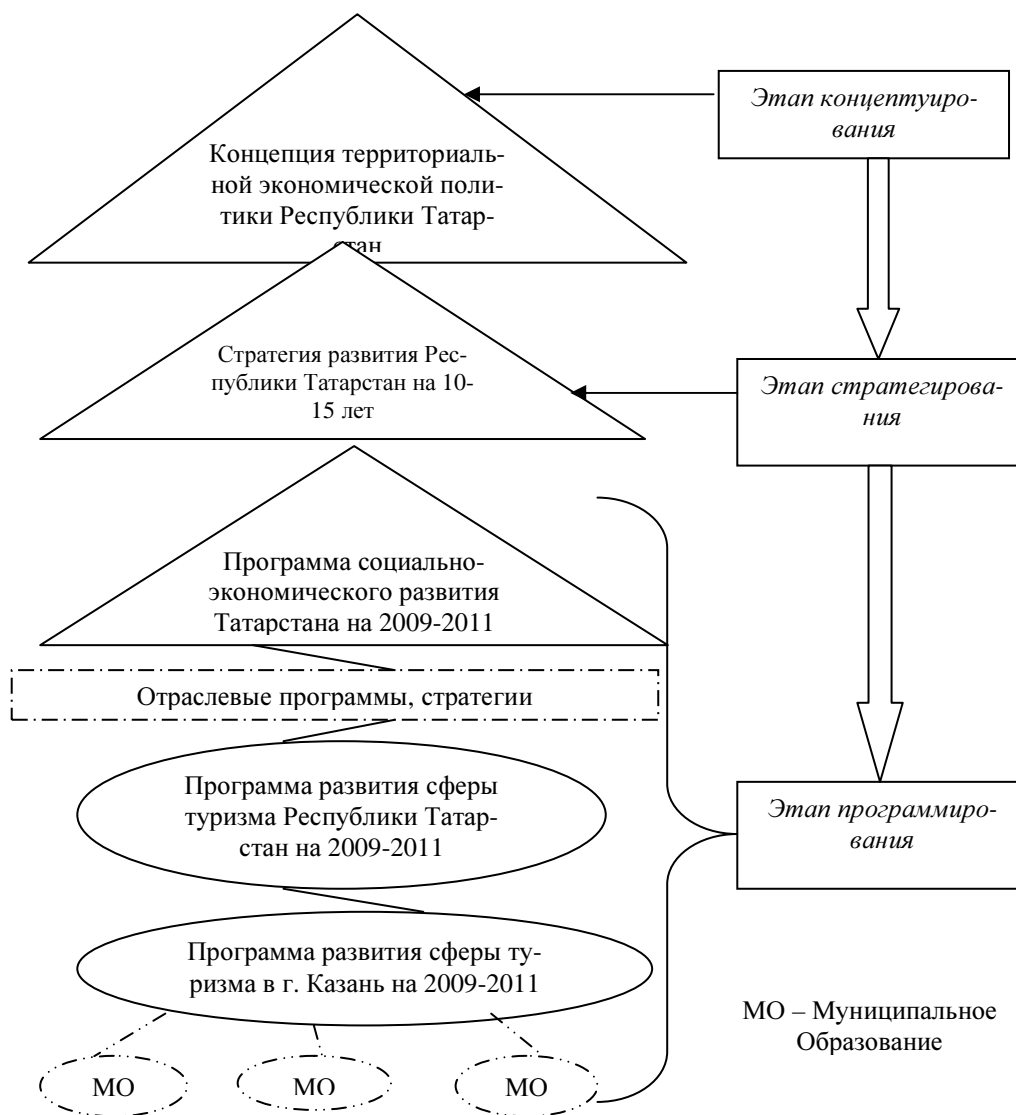 Этап концептуиро-
вания
Концепция территориаль-
ной экономической поли-
тики Республики Татар-
стан
Стратегия развития Рес-
публики Татарстан на 10-
15 лет
Этап стратегирова-
ния
Программа социально-
экономического развития
Татарстана на 2009-2011
Отраслевые программы, стратегии
Программа развития сферы
туризма Республики Татар-
стан на 2009-2011
Этап программиро-
вания
Программа развития сферы ту-
ризма в г. Казань на 2009-2011
МО – Муниципальное
Образование
МО
МО
МО